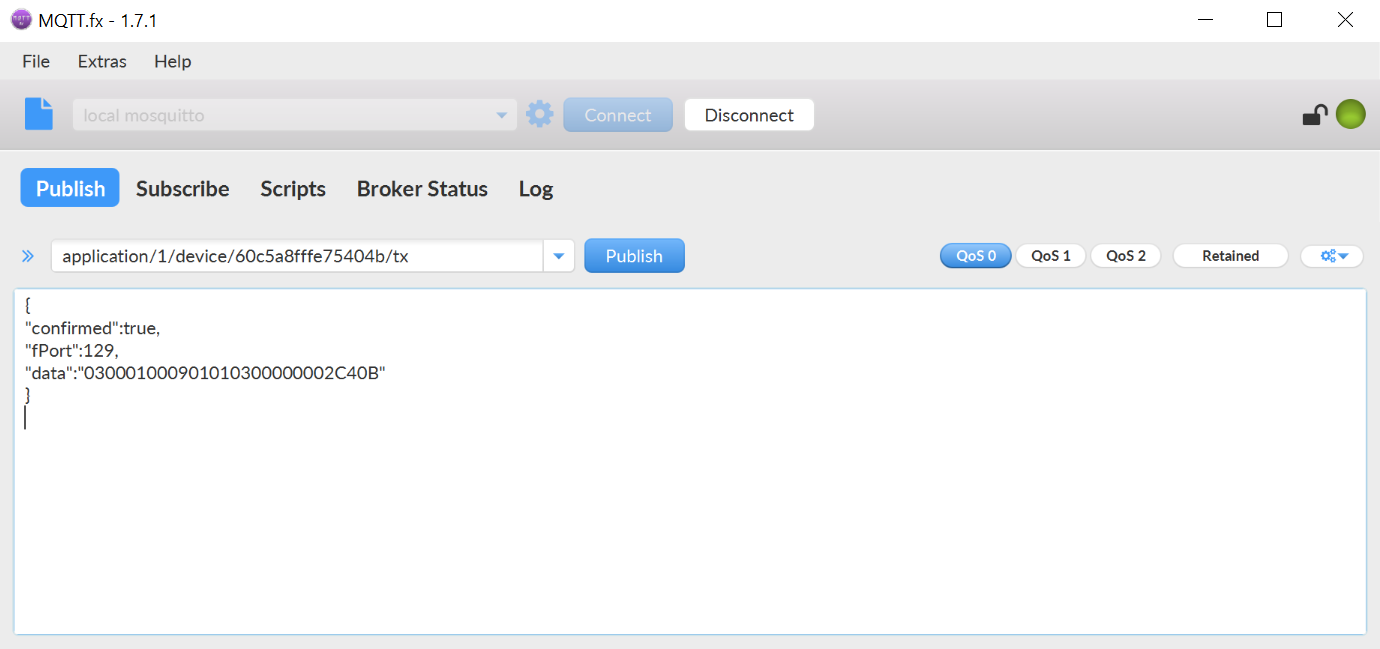 MQTT.fx - 1.7.1
File Extras Help
local mosquitto Connect Disconnect
Publish Subscribe Scripts Broker Status Log
application/1/device/60c5a8fffe75404b/tx Publish QoS 0 QoS 1 QoS 2 Retained
{
"confirmed":true,
"fPort":129,
"data":"030001000901010300000002C40B"
}